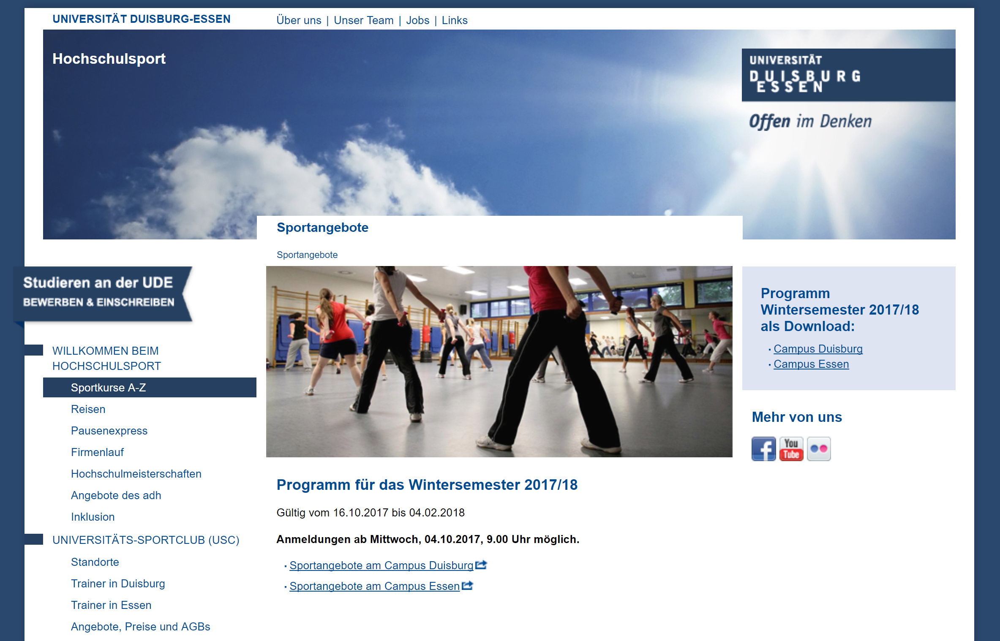 UNIVERSITÄT DUISBURG-ESSEN
Über uns | Unser Team | Jobs | Links
Hochschulsport
UNIVERSITÄT
DUISBURG
ESSEN
Offen im Denken
Sportangebote
Sportangebote
Studieren an der UDE
BEWERBEN & EINSCHREIBEN
WILLKOMMEN BEIM
HOCHSCHULSPORT
Sportkurse A-Z
Reisen
Pausenexpress
Firmenlauf
Hochschulmeisterschaften
Angebote des adh
Inklusion
UNIVERSITÄTS-SPORTCLUB (USC)
Standorte
Trainer in Duisburg
Trainer in Essen
Angebote, Preise und AGBs
Programm für das Wintersemester 2017/18
Gültig vom 16.10.2017 bis 04.02.2018
Anmeldungen ab Mittwoch, 04.10.2017, 9.00 Uhr möglich.
Sportangebote am Campus Duisburg
Sportangebote am Campus Essen
Programm
Wintersemester 2017/18
als Download:
Campus Duisburg
Campus Essen
Mehr von uns
f
You
Tube